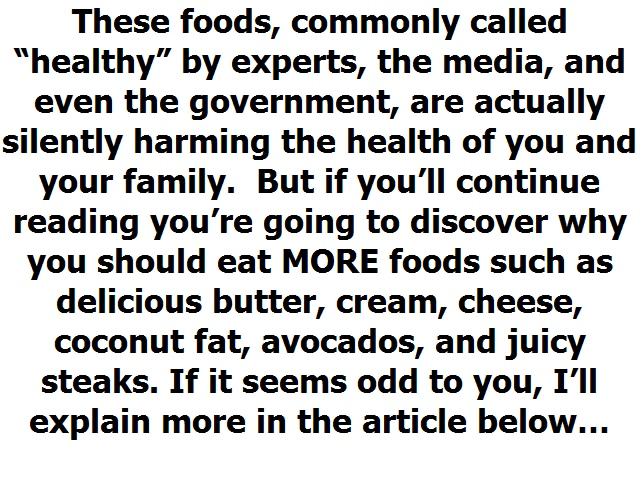 These foods, commonly called
“healthy” by experts, the media, and
even the government, are actually
silently harming the health of you and
your family.  But if you’ll continue
reading you’re going to discover why
you should eat MORE foods such as
delicious butter, cream, cheese,
coconut fat, avocados, and juicy
steaks. If it seems odd to you, I’ll
explain more in the article below...